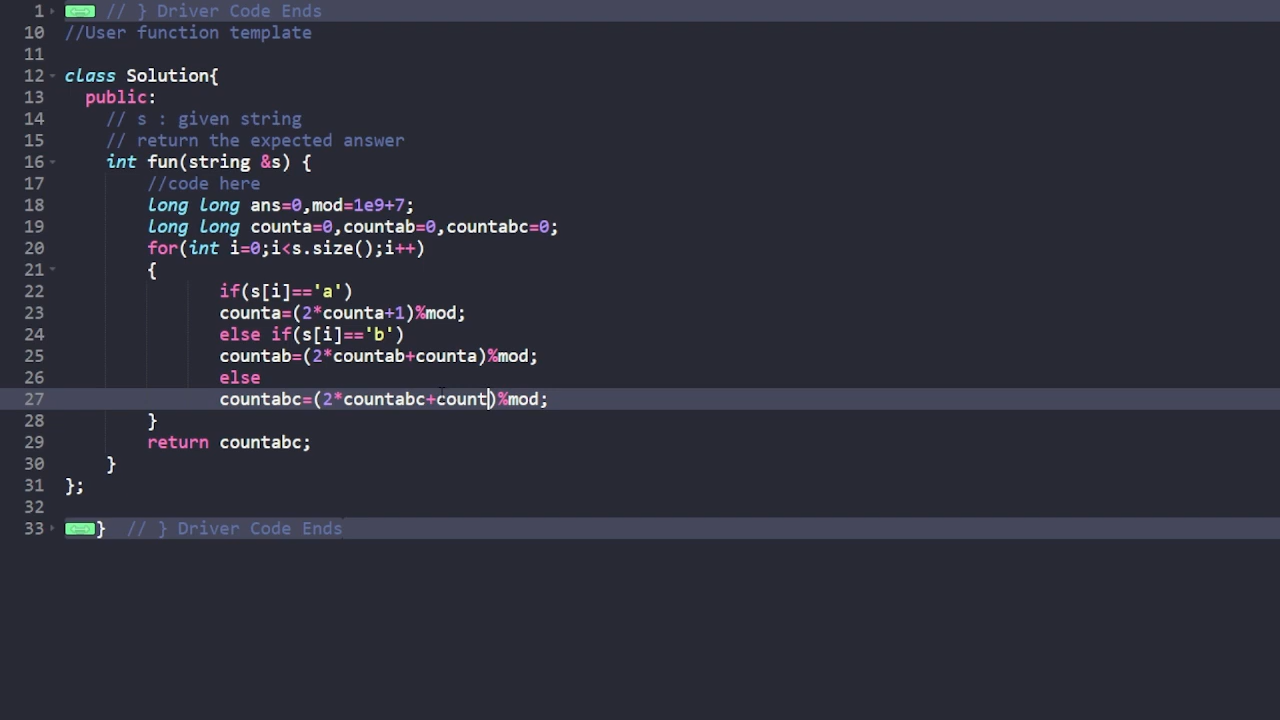 1 // } Driver Code Ends
10 //User function template
11
12 class Solution{
13 public:
14 // s : given string
15 // return the expected answer
16 int fun(string &s) {
17 //code here
18 long long ans=0,mod=1e9+7;
19 long long counta=0,countab=0,countabc=0;
20 for(int i=0;i<s.size();i++)
21 {
22 if(s[i]=='a')
23 counta=(2*counta+1)%mod;
24 else if(s[i]=='b')
25 countab=(2*countab+counta)%mod;
26 else
27 countabc=(2*countabc+count)%mod;
28 }
29 return countabc;
30 }
31 };
32
33 } // } Driver Code Ends